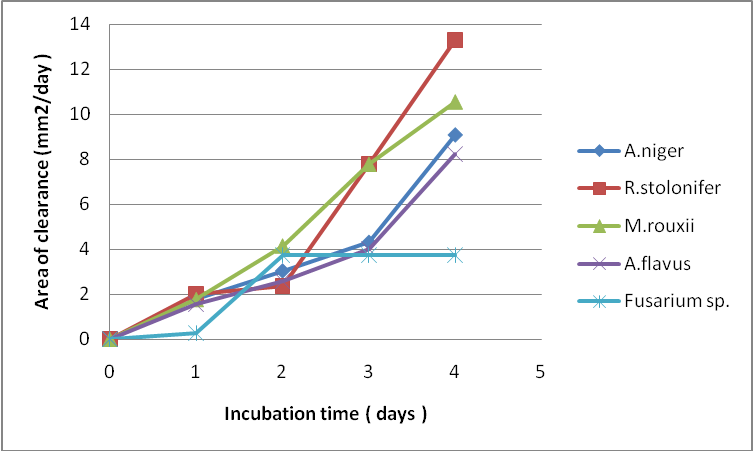 Area of clearance (mm2/day )
14
12
10
8
6
4
2
0
0 1 2 3 4 5
Incubation time ( days )
A.niger
R.stolonifer
M.rouxii
A.flavus
Fusarium sp.